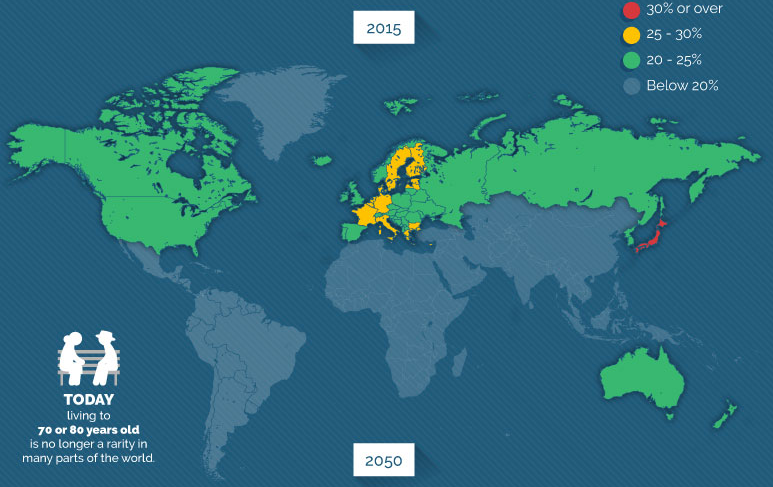 2015
30% or over
25 - 30%
20 - 25%
Below 20%
TODAY
living to
70 or 80 years old
is no longer a rarity in
many parts of the world.
2050